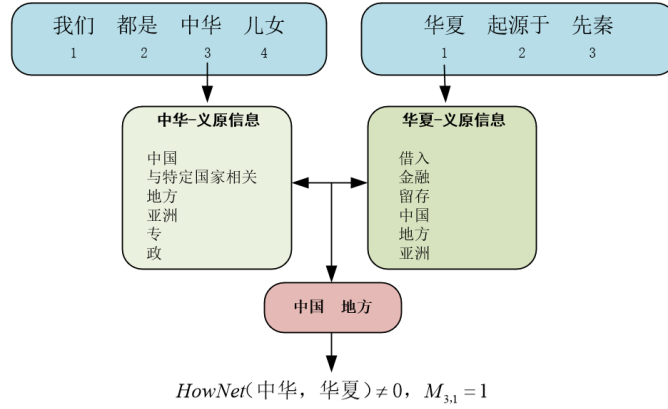 我们 都是 中华 儿女
1 2 3 4
华夏 起源于 先秦
1 2 3
中华-义原信息
中国
与特定国家相关
地方
亚洲
专
政
华夏-义原信息
借入
金融
留存
中国
地方
亚洲
中国 地方
HowNet(中华，华夏)≠0，M3,1=1